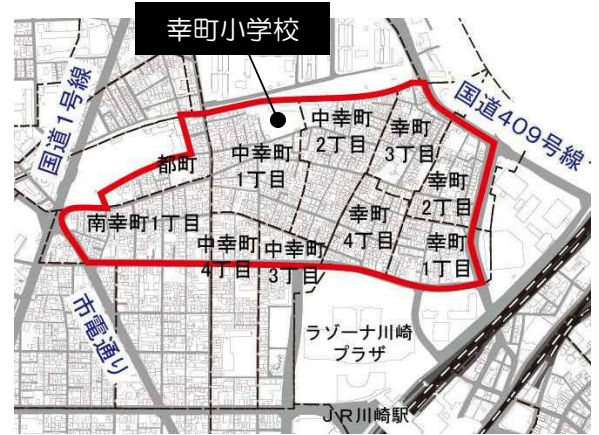 幸町小学校
国道1号線
国道409号線
中幸町
2丁目
幸町
3丁目
都町
中幸町
1丁目
幸町
2丁目
南幸町1丁目
中幸町
4丁目
中幸町
3丁目
幸町
4丁目
幸町
1丁目
市電通り
ラゾーナ川崎
プラザ
JR川崎駅